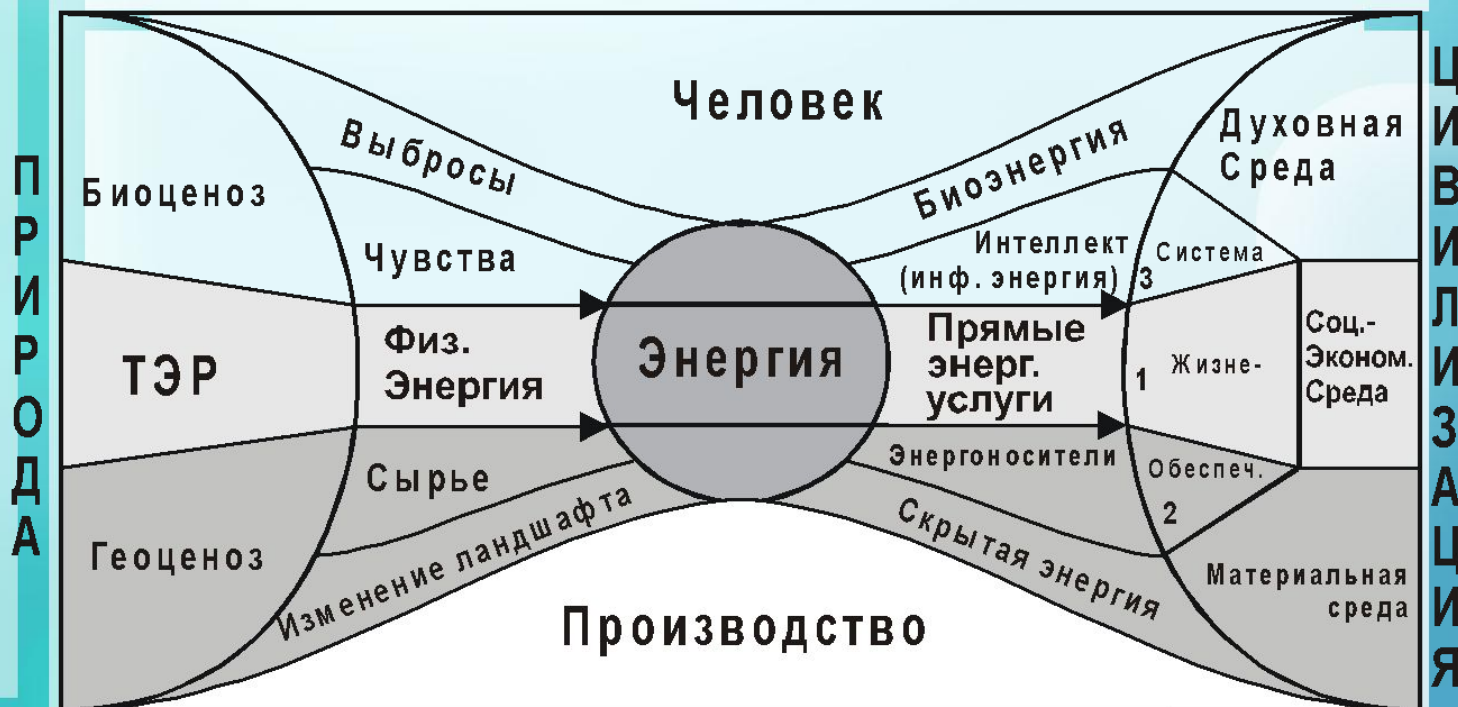 ПРИРОДА
Человек
Выбросы
Биоэнергия
Духовная
Среда
Биоценоз
Чувства
Интеллект
(инф. энергия)
3
Система
ТЭР
Физ.
Энергия
Энергия
Прямые
энерг.
услуги
1
Жизне-
Соц.-
Эконом.
Среда
Сырье
Энергоносители
Обеспеч.
2
Геоценоз
Изменение ландшафта
Скрытая энергия
Материальная
среда
Производство
ЦИВИЛИЗАЦИЯ